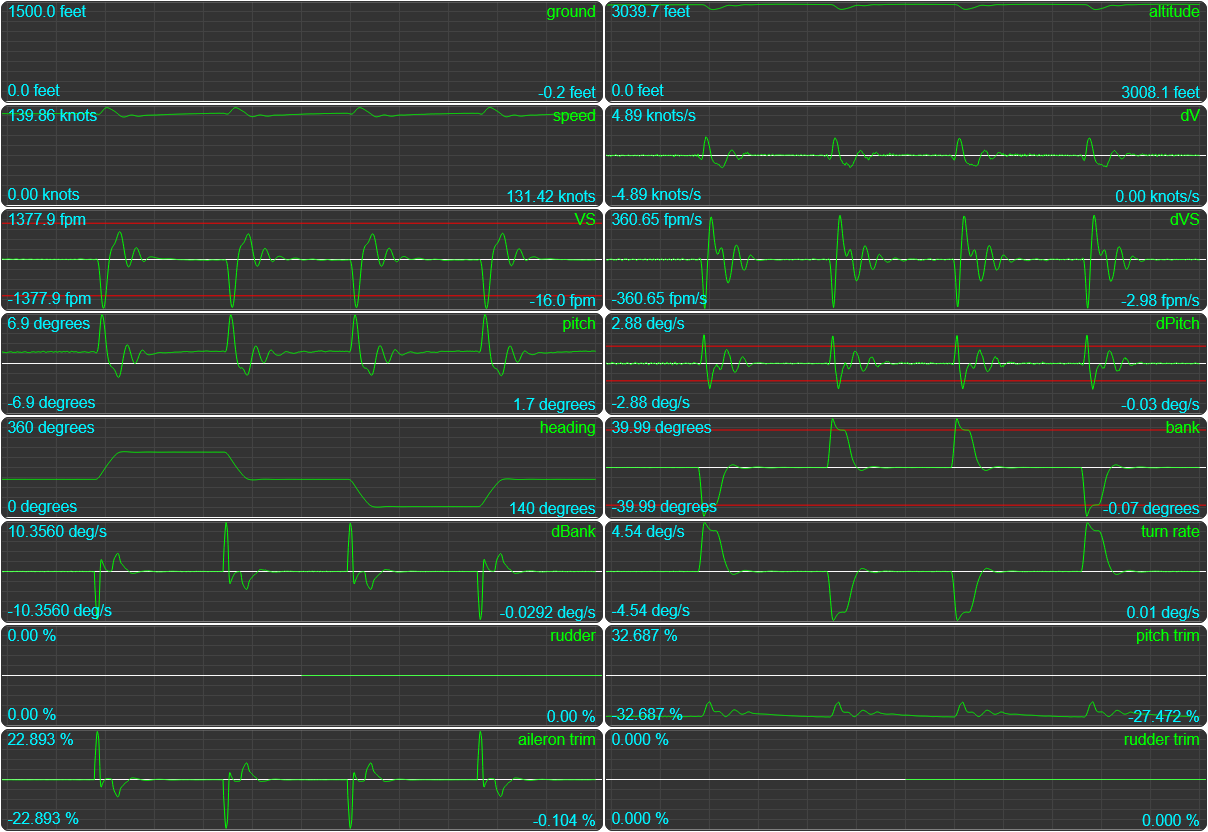 1500.0 feet ground
0.0 feet -0.2 feet
3039.7 feet altitude
0.0 feet 3008.1 feet
139.86 knots speed
0.00 knots 131.42 knots
4.89 knots/s dV
-4.89 knots/s 0.00 knots/s
1377.9 fpm VS
-1377.9 fpm -16.0 fpm
360.65 fpm/s dVS
-360.65 fpm/s -2.98 fpm/s
6.9 degrees pitch
-6.9 degrees 1.7 degrees
2.88 deg/s dPitch
-2.88 deg/s -0.03 deg/s
360 degrees heading
0 degrees 140 degrees
39.99 degrees bank
-39.99 degrees -0.07 degrees
10.3560 deg/s dBank
-10.3560 deg/s -0.0292 deg/s
4.54 deg/s turn rate
-4.54 deg/s 0.01 deg/s
0.00 % rudder
0.00 % 0.00 %
32.687 % pitch trim
-32.687 % -27.472 %
22.893 % aileron trim
-22.893 % -0.104 %
0.000 % rudder trim
0.000 % 0.000 %